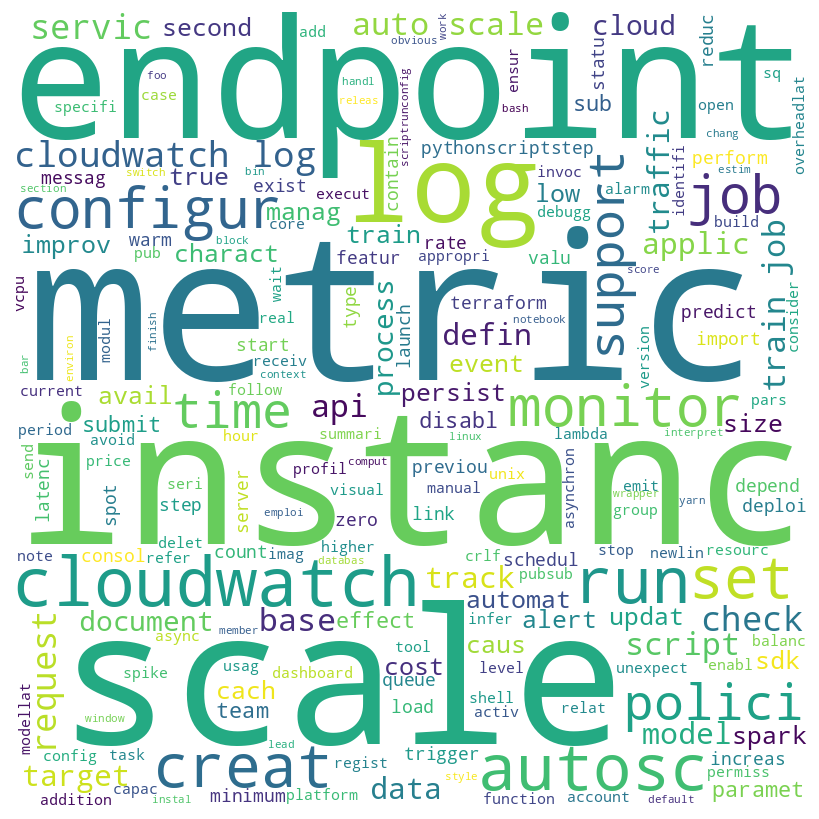 servic second auto scale cloud
add obvious work ensur statu reduc
endpoint
foo case specifi handl releas scriptrunconfig bash sub open sq
cloudwatch log pythonscriptstep chang overheadlat
messag switch true bin exist execut contain log invoc low traffic identifi alarm perform estim
section configur core manag debugg support job build
improv warm block charact train rate appropri valu applic
pub featur
vcpu metric wait real type process launch terraform notebook predict score
modul finish start receiv defin import version train job consider
bar environ context event
current avail follow persist monitor pars
period submit time api disabl size
avoid hour summari linux lambda interpret
send price instanc profil comput previou unix asynchron emit
latenc seri spot step server visual manual wrapper group depend deploi
delet emploi zero link yarn
note consol refer count imag higher databas crlf schedul stop newlin resourc
cloudwatch track pubsub run set
document base effect automat
request async member infer alert updat check
scale tool caus script balanc
spike usag dashboard cost queue level unexpect enabl sdk
cach shell polici
modellat window team load activ relat
config task lead trigger model spark
target creat regist autosc increas permiss
capac style paramet
addition instal minimum platform data function account default